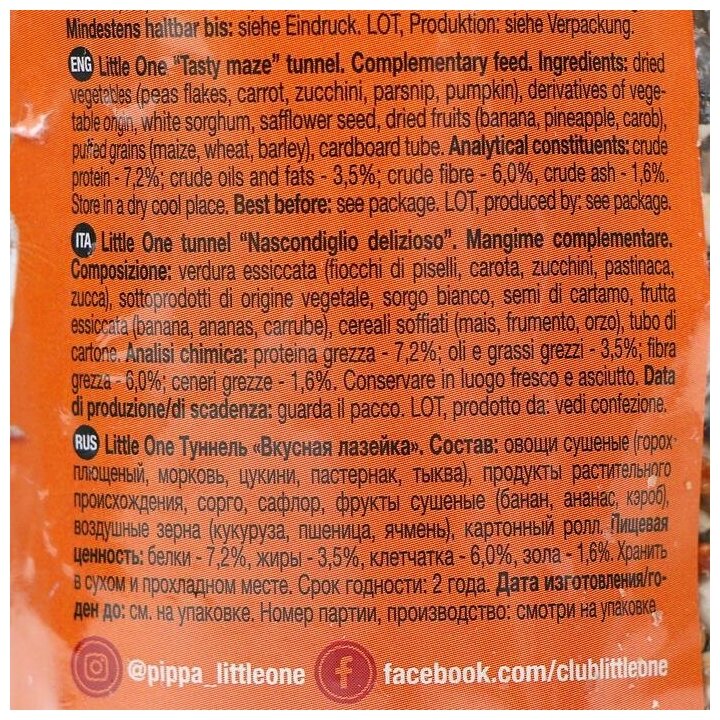 Mindestens haltbar bis: siehe Eindruck. LOT, Produktion: siehe Verpackung.
ENG Little One “Tasty maze” tunnel. Complementary feed. Ingredients: dried
vegetables (peas flakes, carrot, zucchini, parsnip, pumpkin), derivatives of vege-
table origin, white sorghum, safflower seed, dried fruits (banana, pineapple, carob),
puffed grains (maize, wheat, barley), cardboard tube. Analytical constituents: crude
protein - 7,2%; crude oils and fats - 3,5%; crude fibre - 6,0%, crude ash - 1,6%.
Store in a dry cool place. Best before: see package. LOT, produced by: see package.
ITA Little One tunnel “Nascondiglio delizioso”. Mangime complementare.
Composizione: verdura essiccata (fiocchi di piselli, carota, zucchini, pastinaca,
zucca), sottoprodotti di origine vegetale, sorgo bianco, semi di cartamo, frutta
essiccata (banana, ananas, carrube), cereali soffiati (mais, frumento, orzo), tubo di
cartone. Analisi chimica: proteina grezza - 7,2%; oli e grassi grezzi - 3,5%; fibra
grezza - 6,0%; ceneri grezze - 1,6%. Conservare in luogo fresco e asciutto. Data
di produzione/di scadenza: guarda il pacco. LOT, prodotto da: vedi confezione.
RUS Little One Туннель «Вкусная лазейка». Состав: овощи сушеные (горох
плющеный, морковь, цукини, пастернак, тыква), продукты растительного
происхождения, сорго, сафлор, фрукты сушеные (банан, ананас, кэроб),
воздушные зерна (кукуруза, пшеница, ячмень), картонный ролл. Пищевая
ценность: белки - 7,2%, жиры - 3,5%, клетчатка - 6,0%, зола - 1,6%. Хранить
в сухом и прохладном месте. Срок годности: 2 года. Дата изготовления/го-
ден до: см. на упаковке. Номер партии, производство: смотри на упаковке
@pippa_littleone facebook.com/clublittleone